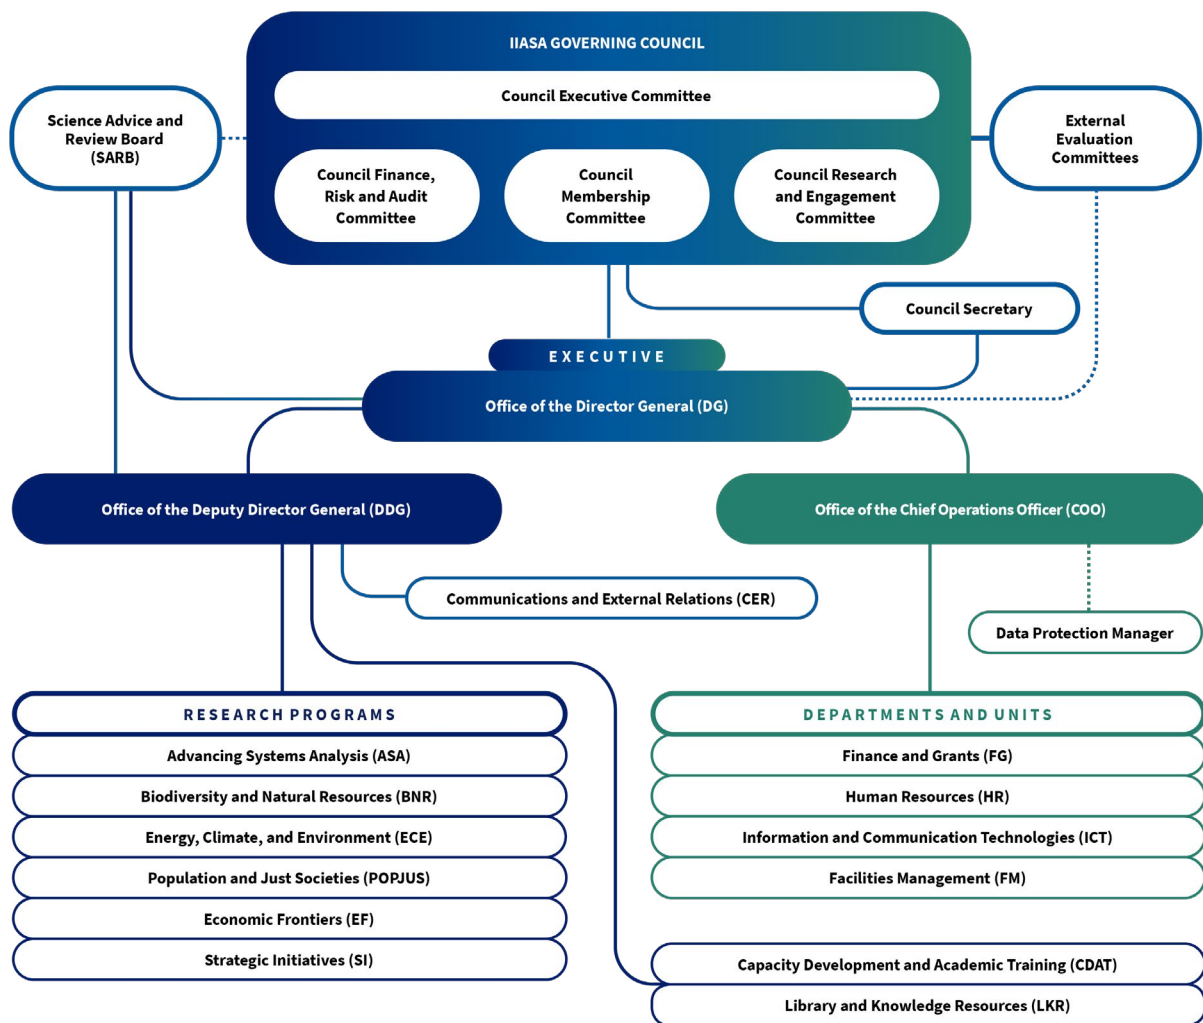 IIASA GOVERNING COUNCIL
Council Executive Committee
Science Advice and
Review Board
(SARB)
External
Evaluation
Committees
Council Finance,
Risk and Audit
Committee
Council
Membership
Committee
Council Research
and Engagement
Committee
Council Secretary
EXECUTIVE
Office of the Director General (DG)
Office of the Deputy Director General (DDG)
Office of the Chief Operations Officer (COO)
Communications and External Relations (CER)
Data Protection Manager
RESEARCH PROGRAMS
Advancing Systems Analysis (ASA)
Biodiversity and Natural Resources (BNR)
Energy, Climate, and Environment (ECE)
Population and Just Societies (POPJUS)
Economic Frontiers (EF)
Strategic Initiatives (SI)
DEPARTMENTS AND UNITS
Finance and Grants (FG)
Human Resources (HR)
Information and Communication Technologies (ICT)
Facilities Management (FM)
Capacity Development and Academic Training (CDAT)
Library and Knowledge Resources (LKR)